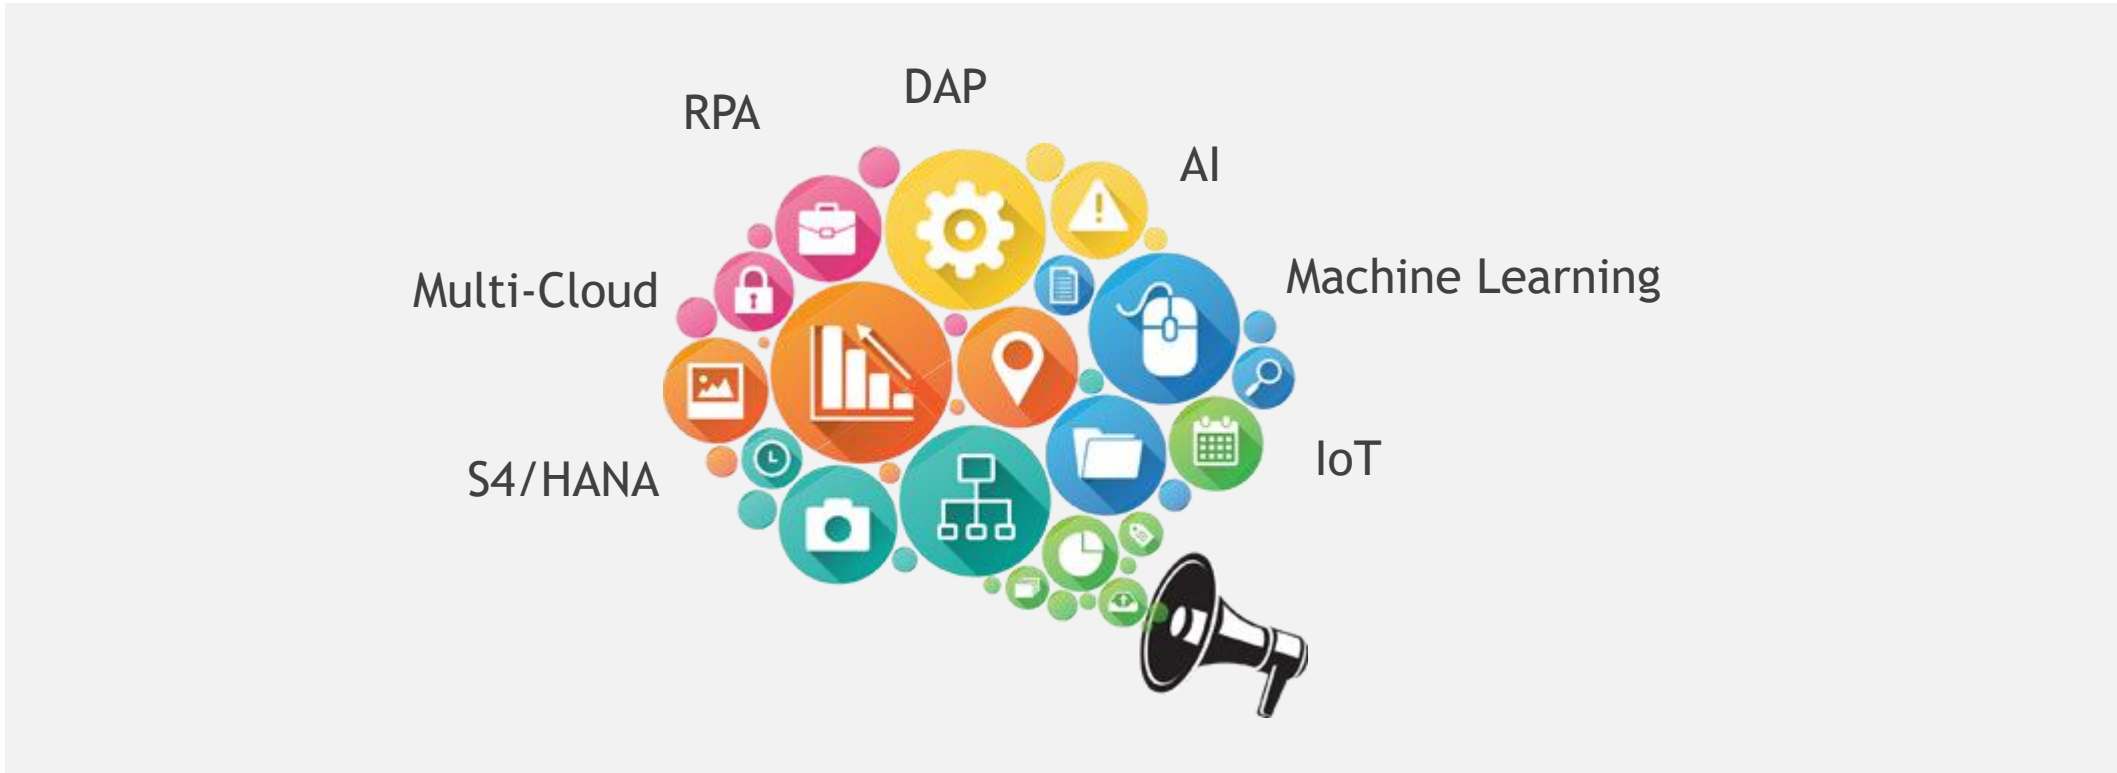 DAP
RPA
AI
Multi-Cloud
Machine Learning
S4/HANA
IoT